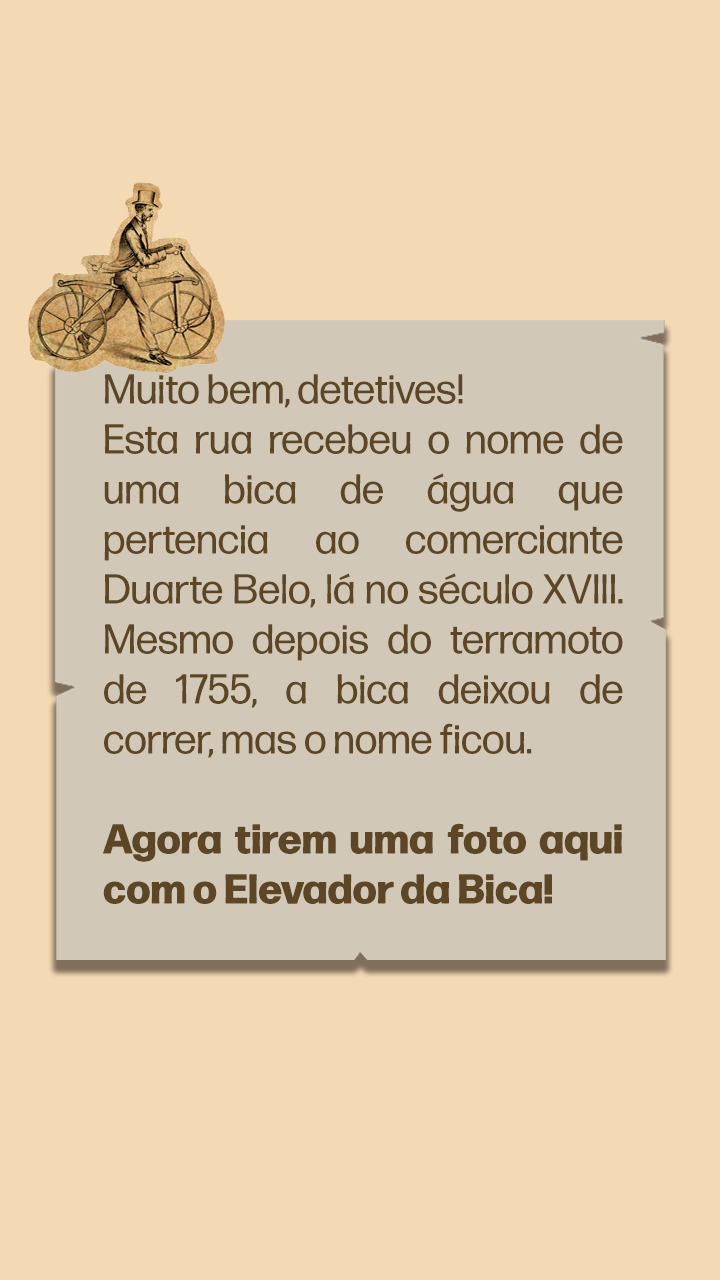 Muito bem, detetives!
Esta rua recebeu o nome de
uma bica de água que
pertencia ao comerciante
Duarte Belo, lá no século XVIII.
Mesmo depois do terramoto
de 1755, a bica deixou de
correr, mas o nome ficou.
Agora tirem uma foto aqui
com o Elevador da Bica!